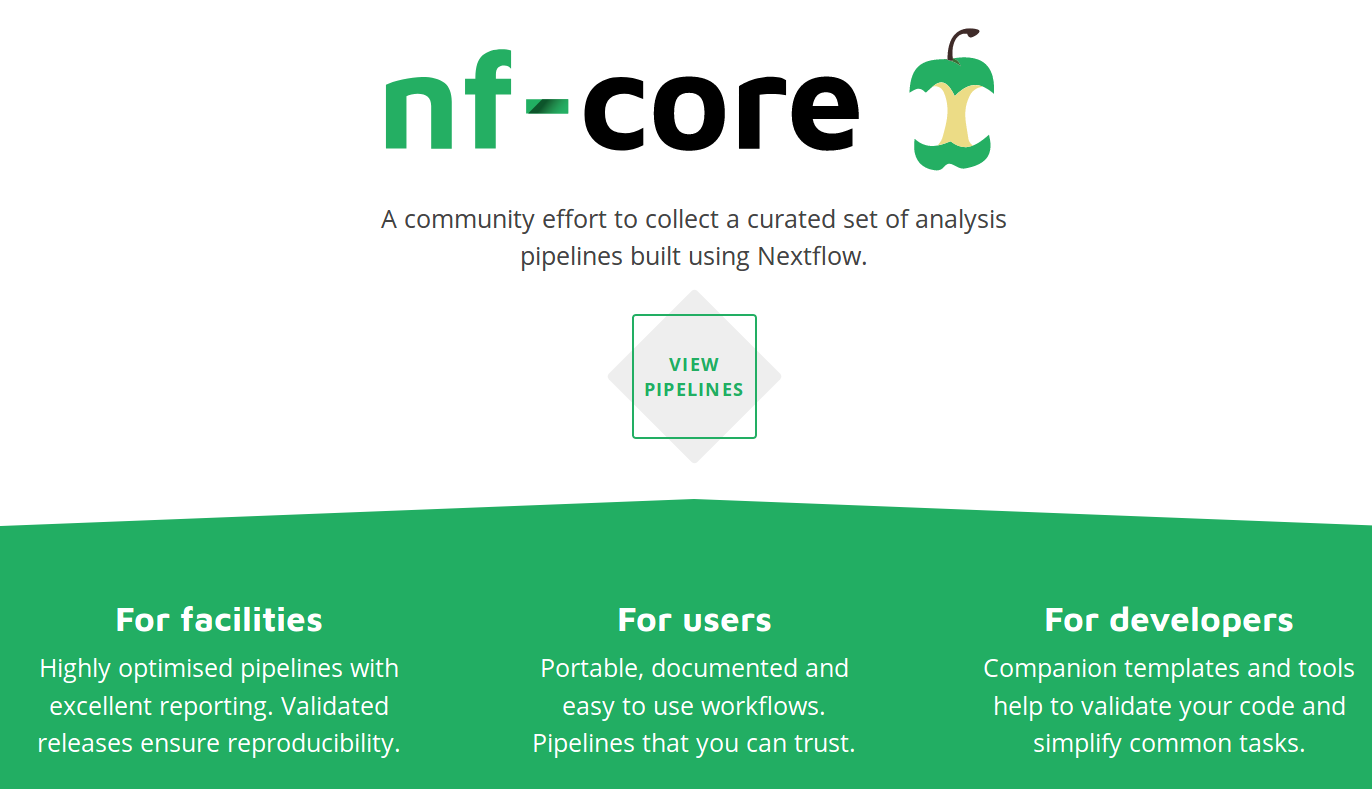 nf-core
A community effort to collect a curated set of analysis
pipelines built using Nextflow.
VIEW
PIPELINES
For facilities
Highly optimised pipelines with
excellent reporting. Validated
releases ensure reproducibility.
For users
Portable, documented and
easy to use workflows.
Pipelines that you can trust.
For developers
Companion templates and tools
help to validate your code and
simplify common tasks.